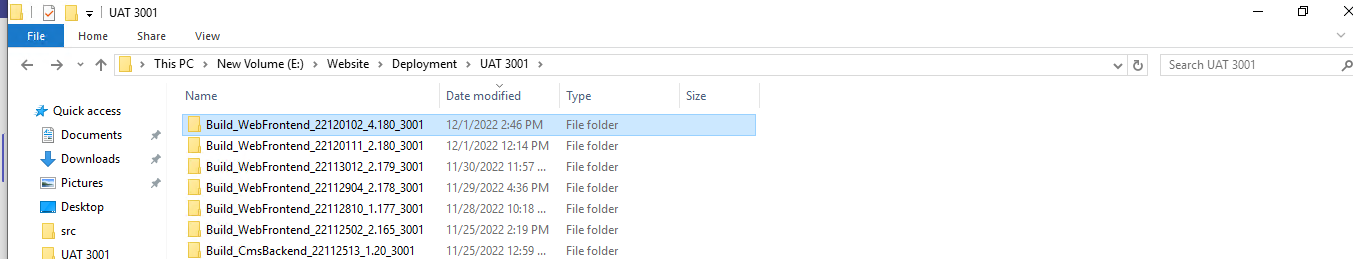 UAT 3001
File Home Share View
This PC > New Volume (E:) > Website > Deployment > UAT 3001 > Search UAT 3001
Name Date modified Type Size
Quick access
Documents
Downloads
Pictures
Desktop
src
UAT 3001
Build_WebFrontend_22120102_4.180_3001 12/1/2022 2:46 PM File folder
Build_WebFrontend_22120111_2.180_3001 12/1/2022 12:14 PM File folder
Build_WebFrontend_22113012_2.179_3001 11/30/2022 11:57 ... File folder
Build_WebFrontend_22112904_2.178_3001 11/29/2022 4:36 PM File folder
Build_WebFrontend_22112810_1.177_3001 11/28/2022 10:18 ... File folder
Build_WebFrontend_22112502_2.165_3001 11/25/2022 2:19 PM File folder
Build_CmsBackend_22112513_1.20_3001 11/25/2022 12:59 ... File folder